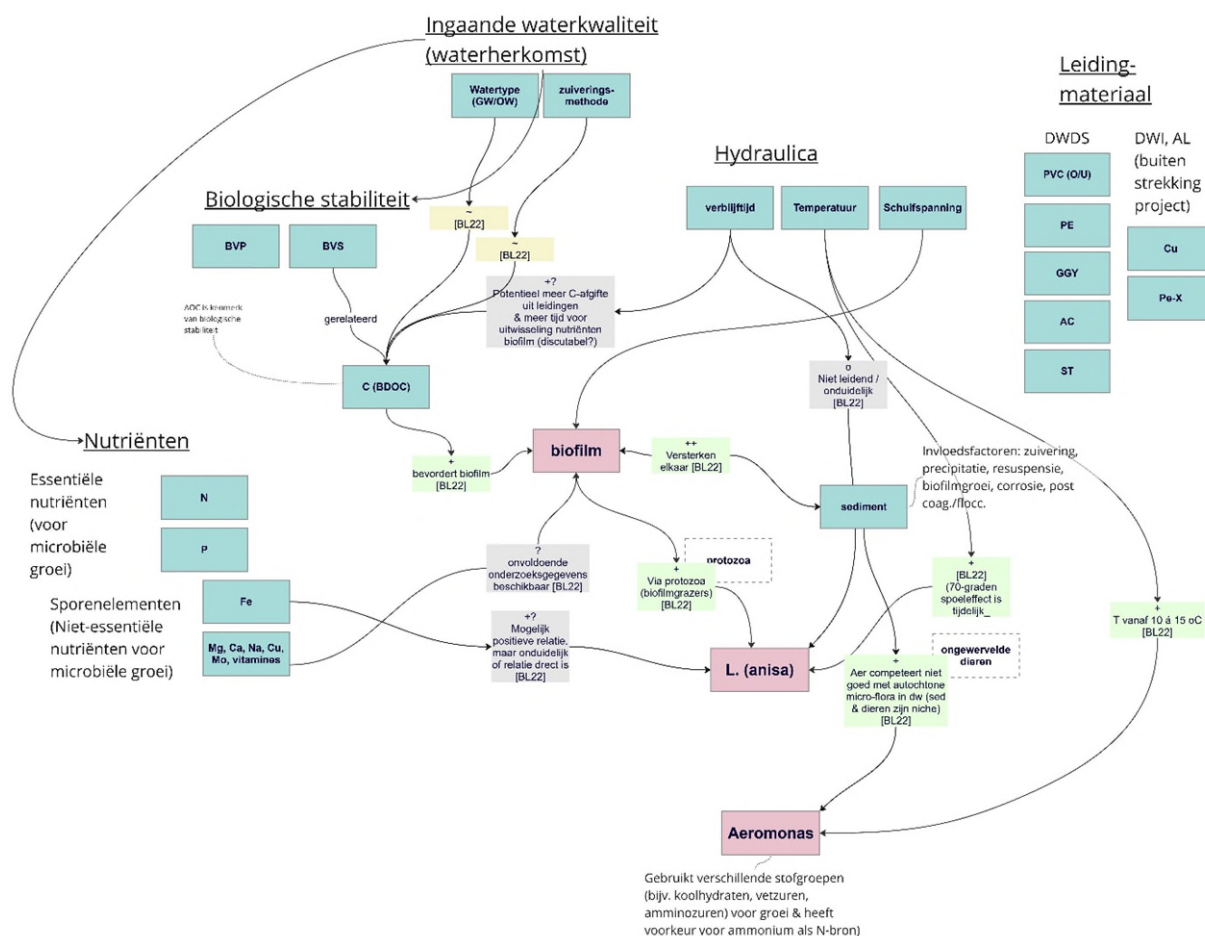 Ingaande waterkwaliteit
(waterherkomst)
Watertype
(GW/OW)
zuiverings-
methode
Leiding-
materiaal
DWDS
DWI, AL
(buiten
strekking
project)
PVC (O/U)
PE
GGY
AC
ST
Cu
Pe-X
Hydraulica
verblijftijd
Temperatuur
Schuifspanning
Biologische stabiliteit
BVP
BVS
~
[BL22]
~
[BL22]
AOC is kenmerk
van biologische
stabiliteit
gerelateerd
+?
Potentieel meer C-afgifte
uit leidingen
& meer tijd voor
uitwisseling nutriënten
biofilm (discutabel?)
C (BDOC)
o
Niet leidend /
onduidelijk
[BL22]
Nutriënten
+
bevordert biofilm
[BL22]
biofilm
++
Versterken
elkaar [BL22]
Invloedsfactoren: zuivering,
precipitatie, resuspensie,
biofilmgroei, corrosie, post
coag./flocc.
sediment
Essentiële
nutriënten
(voor
microbiële
groei)
N
P
?
onvoldoende
onderzoeksgegevens
beschikbaar [BL22]
protozoa
+
Via protozoa
(biofilmgrazers)
[BL22]
+
[BL22]
(70-graden
spoeleffect is
tijdelijk_
+
T vanaf 10 á 15 oC
[BL22]
Sporenelementen
(Niet-essentiële
nutriënten voor
microbiële groei)
Fe
Mg, Ca, Na, Cu,
Mo, vitamines
+?
Mogelijk
positieve relatie,
maar onduidelijk
of relatie drect is
[BL22]
L. (anisa)
ongewervelde
dieren
+
Aer competeert niet
goed met autochtone
micro-flora in dw (sed
& dieren zijn niche)
[BL22]
Aeromonas
Gebruikt verschillende stofgroepen
(bijv. koolhydraten, vetzuren,
amminozuren) voor groei & heeft
voorkeur voor ammonium als N-bron)